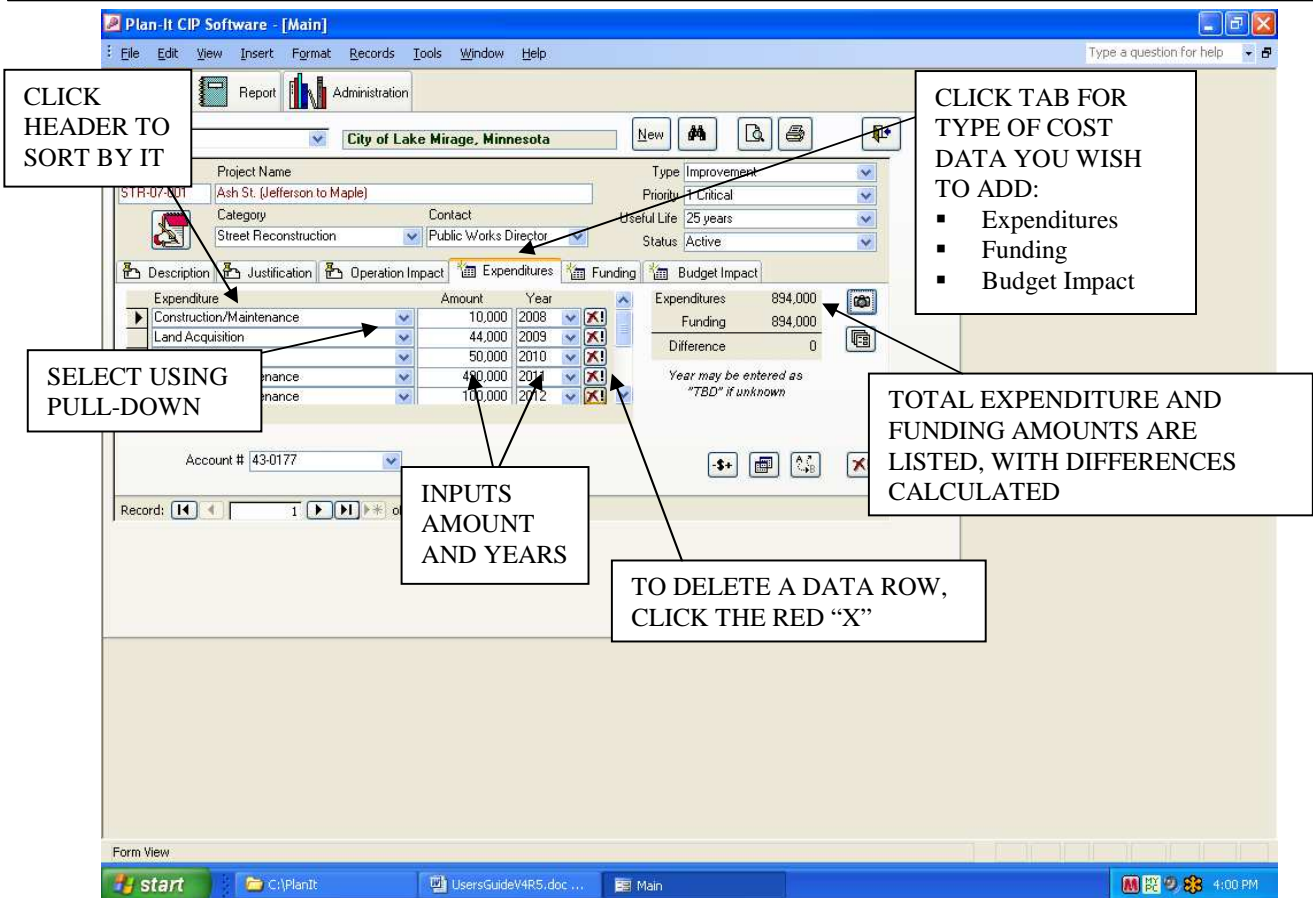 Plan-It CIP Software - [Main]
File Edit View Insert Format Records Tools Window Help
Type a question for help
Report Administration
CLICK
HEADER TO
SORT BY IT
CLICK TAB FOR
TYPE OF COST
DATA YOU WISH
TO ADD:
▪ Expenditures
▪ Funding
▪ Budget Impact
City of Lake Mirage, Minnesota
New
Project Name
Type Improvement
STR-07-001 Ash St. (Jefferson to Maple)
Priority 1 Critical
Category Contact
Useful Life 25 years
Street Reconstruction Public Works Director
Status Active
Description Justification Operation Impact Expenditures Funding Budget Impact
Expenditure Amount Year
Construction/Maintenance 10,000 2008
Land Acquisition 44,000 2009
50,000 2010
enance 2011
enance 100,000 2012
Expenditures 894,000
Funding 894,000
Difference 0
Year may be entered as
"TBD" if unknown
SELECT USING
PULL-DOWN
TOTAL EXPENDITURE AND
FUNDING AMOUNTS ARE
LISTED, WITH DIFFERENCES
CALCULATED
Account # 43-0177
-$+
INPUTS
AMOUNT
AND YEARS
Record: 1
TO DELETE A DATA ROW,
CLICK THE RED “X”
Form View
start C:\PlanIt UsersGuideV4R5.doc ... Main 4:00 PM